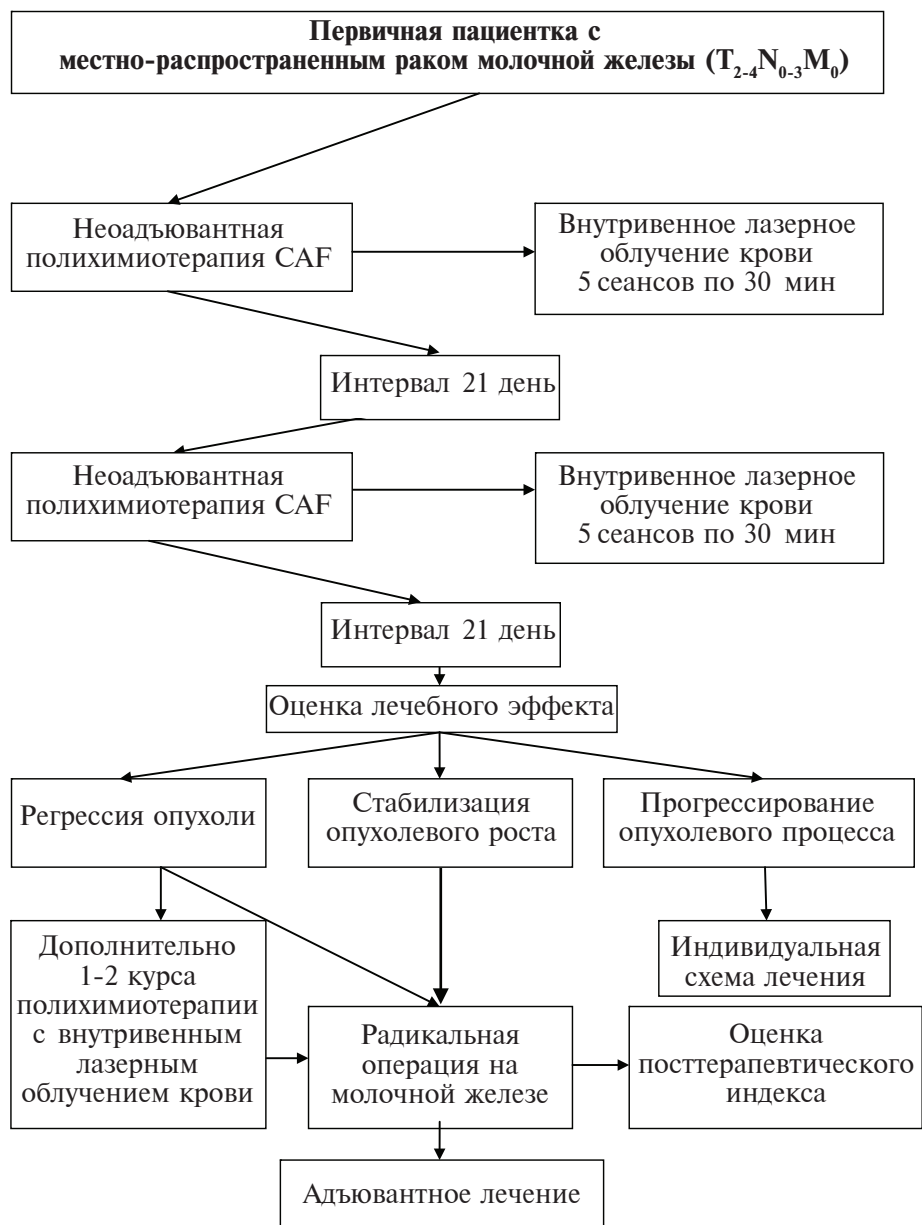 Первичная пациентка с
местно-распространенным раком молочной железы (T₂₋₄N₀₋₃M₀)
Неоадъювантная
полихимиотерапия CAF
Внутривенное лазерное
облучение крови
5 сеансов по 30 мин
Интервал 21 день
Неоадъювантная
полихимиотерапия CAF
Внутривенное лазерное
облучение крови
5 сеансов по 30 мин
Интервал 21 день
Оценка лечебного эффекта
Регрессия опухоли
Стабилизация
опухолевого роста
Прогрессирование
опухолевого процесса
Дополнительно
1-2 курса
полихимиотерапии
с внутривенным
лазерным
облучением крови
Индивидуальная
схема лечения
Радикальная
операция на
молочной железе
Оценка
посттерапевтического
индекса
Адъювантное лечение